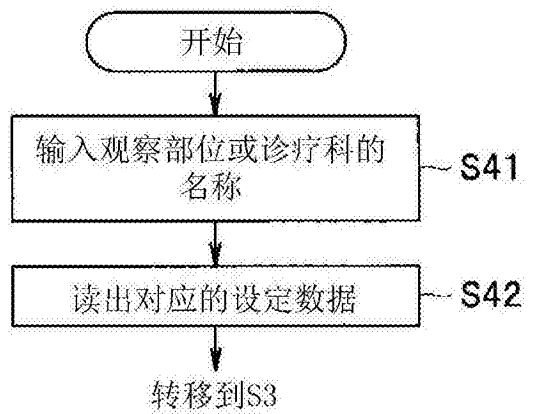 开始
输入观察部位或诊疗科的
名称
S41
读出对应的设定数据
S42
转移到S3